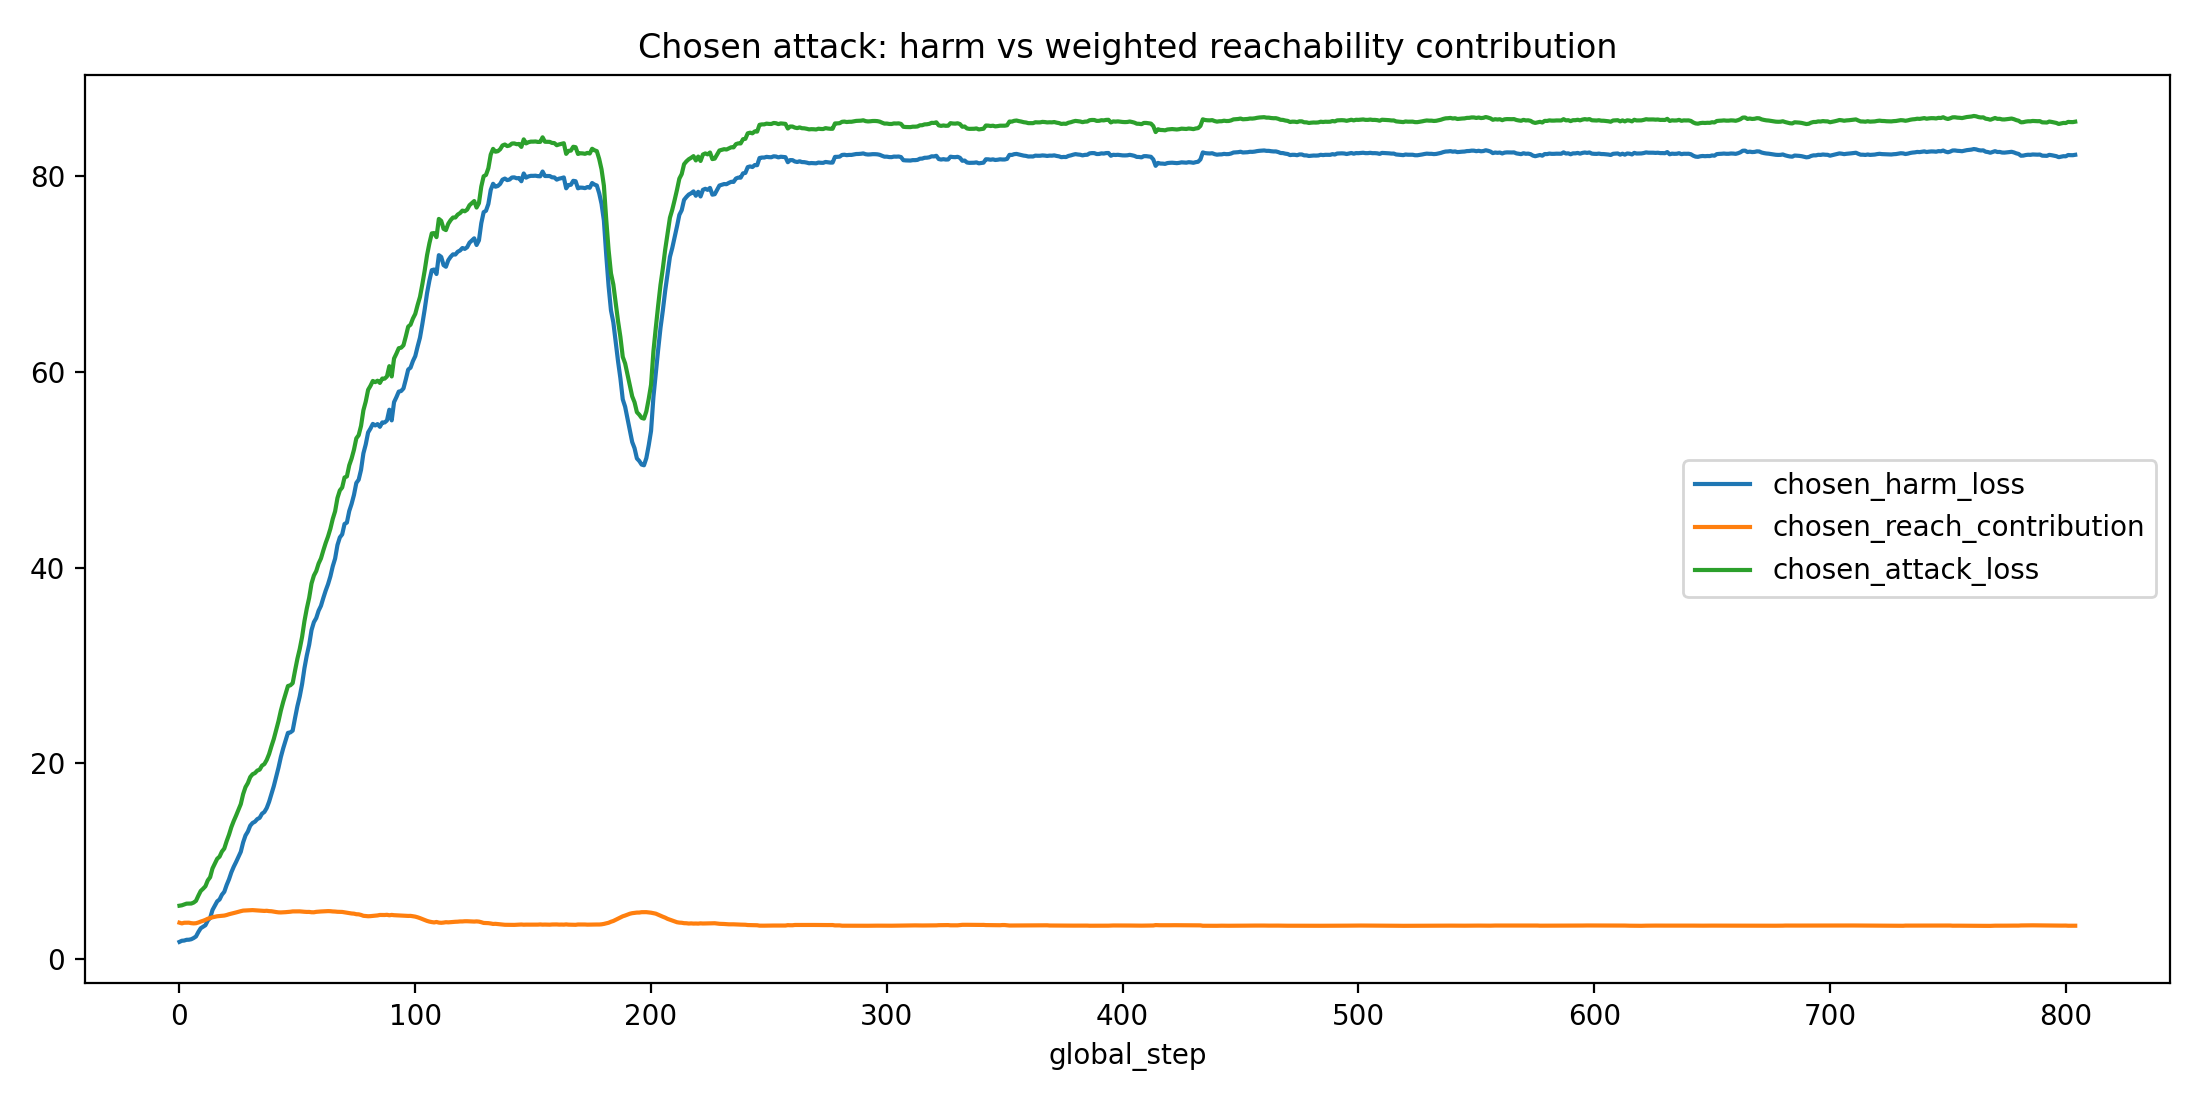 Chosen attack: harm vs weighted reachability contribution
80
60
40
20
0
chosen_harm_loss
chosen_reach_contribution
chosen_attack_loss
0 100 200 300 400 500 600 700 800
global_step